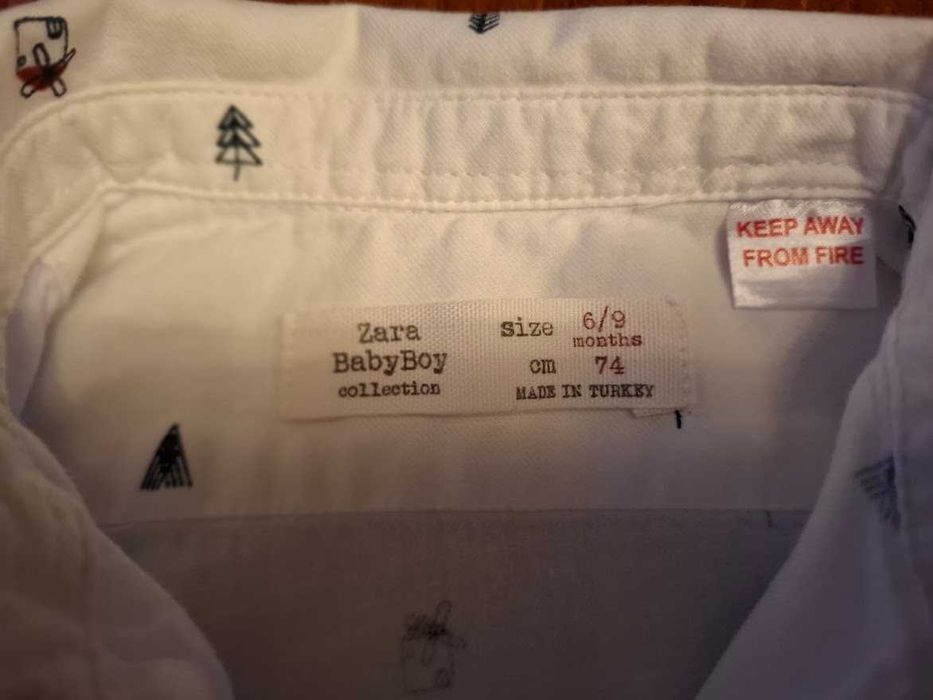 KEEP AWAY
FROM FIRE
Zara
BabyBoy
collection
size 6/9
months
cm 74
MADE IN TURKEY